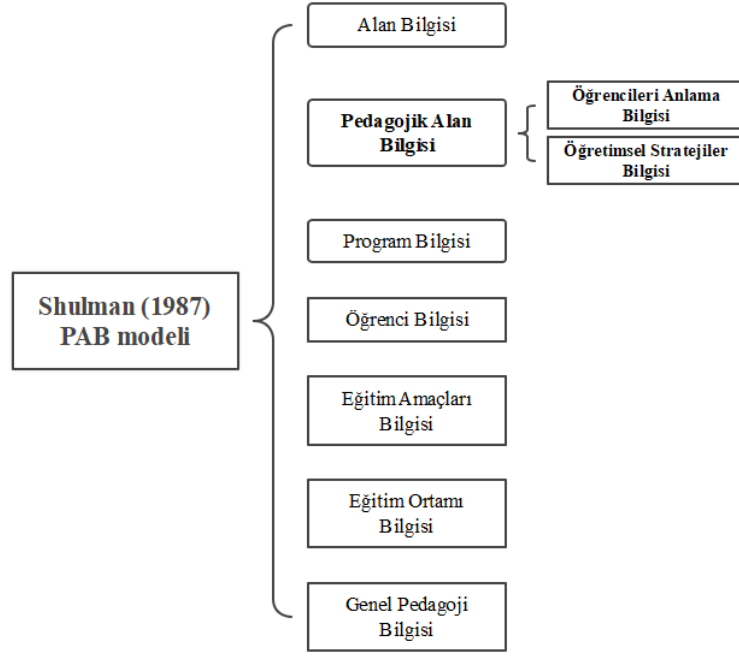 Shulman (1987)
PAB modeli
Alan Bilgisi
Pedagojik Alan
Bilgisi
Öğrencileri Anlama
Bilgisi
Öğretimsel Stratejiler
Bilgisi
Program Bilgisi
Öğrenci Bilgisi
Eğitim Amaçları
Bilgisi
Eğitim Ortamı
Bilgisi
Genel Pedagoji
Bilgisi